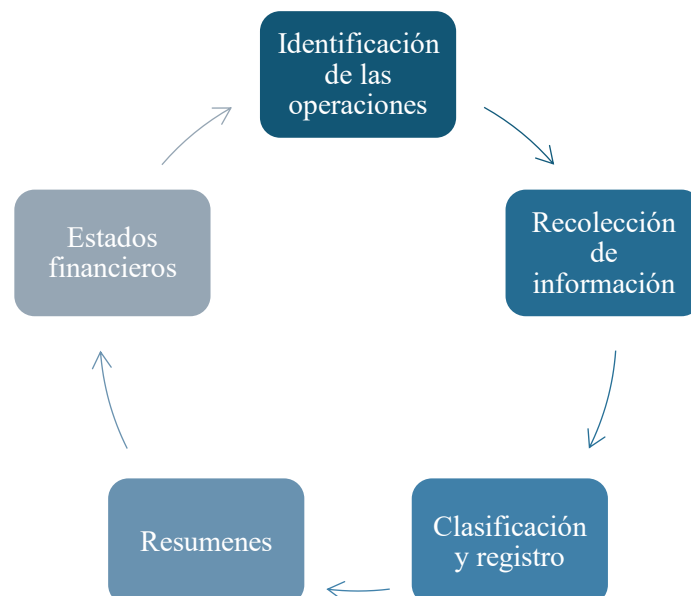 Identificación
de las
operaciones
Recolección
de
información
Clasificación
y registro
Resumenes
Estados
financieros